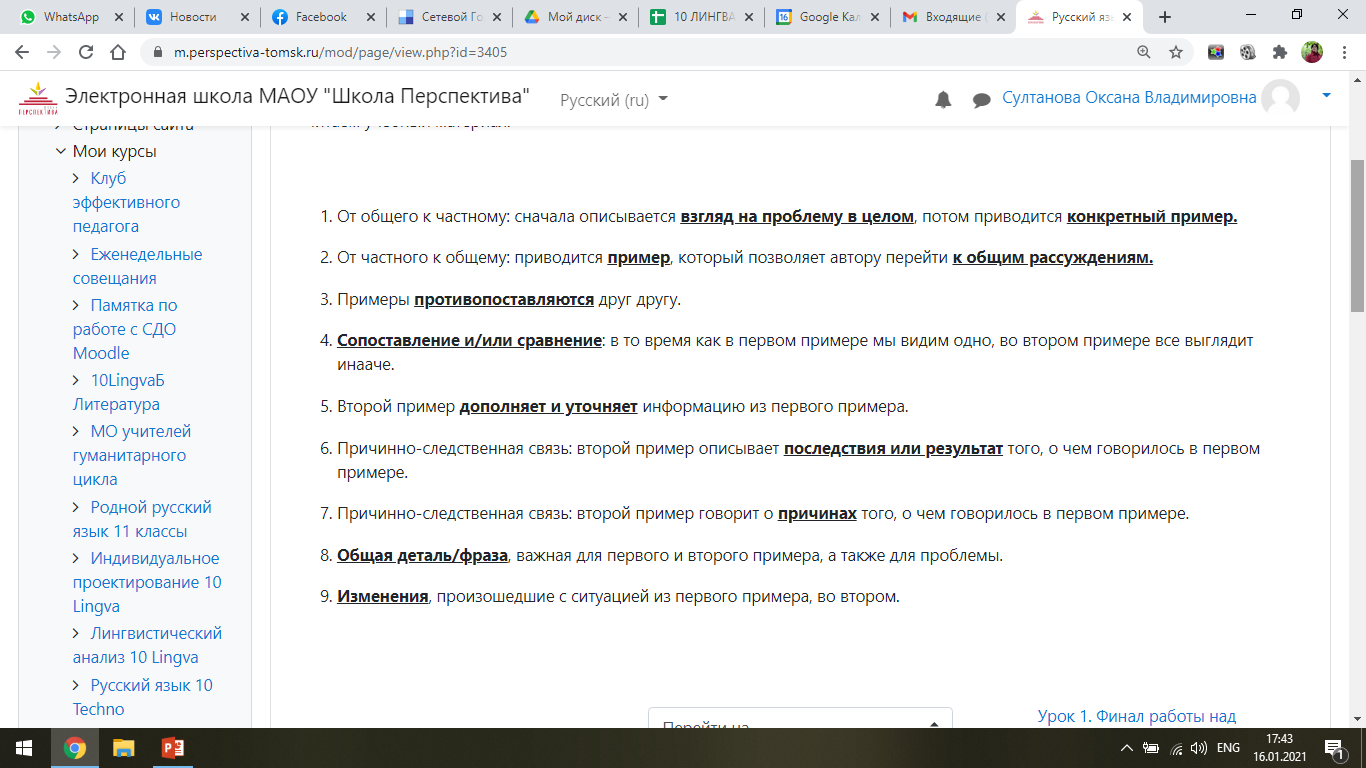 WhatsApp
Новости
Facebook
Сетевой Го
Мой диск –
10 ЛИНГВА
Google Кал
Входящие (
Русский язы
m.perspectiva-tomsk.ru/mod/page/view.php?id=3405
Электронная школа МАОУ "Школа Перспектива"
Русский (ru)
Султанова Оксана Владимировна
ПЕРСПЕКТИВА
Страницы сайта
Мои курсы
Клуб
эффективного
педагога
Еженедельные
совещания
Памятка по
работе с СДО
Moodle
10LingvaБ
Литература
МО учителей
гуманитарного
цикла
Родной русский
язык 11 классы
Индивидуальное
проектирование 10
Lingva
Лингвистический
анализ 10 Lingva
Русский язык 10
Techno
1. От общего к частному: сначала описывается взгляд на проблему в целом, потом приводится конкретный пример.
2. От частного к общему: приводится пример, который позволяет автору перейти к общим рассуждениям.
3. Примеры противопоставляются друг другу.
4. Сопоставление и/или сравнение: в то время как в первом примере мы видим одно, во втором примере все выглядит
инааче.
5. Второй пример дополняет и уточняет информацию из первого примера.
6. Причинно-следственная связь: второй пример описывает последствия или результат того, о чем говорилось в первом
примере.
7. Причинно-следственная связь: второй пример говорит о причинах того, о чем говорилось в первом примере.
8. Общая деталь/фраза, важная для первого и второго примера, а также для проблемы.
9. Изменения, произошедшие с ситуацией из первого примера, во втором.
Перейти на
Урок 1. Финал работы над
ENG
17:43
16.01.2021
1